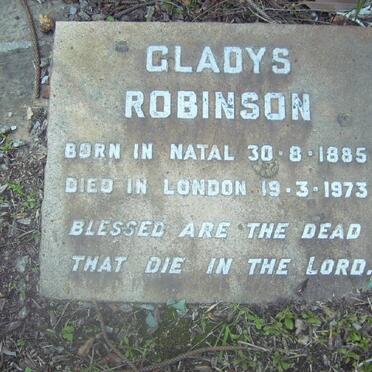 GLADYS
ROBINSON
BORN IN NATAL 30·8·1885
DIED IN LONDON 19·3·1973
BLESSED ARE THE DEAD
THAT DIE IN THE LORD.